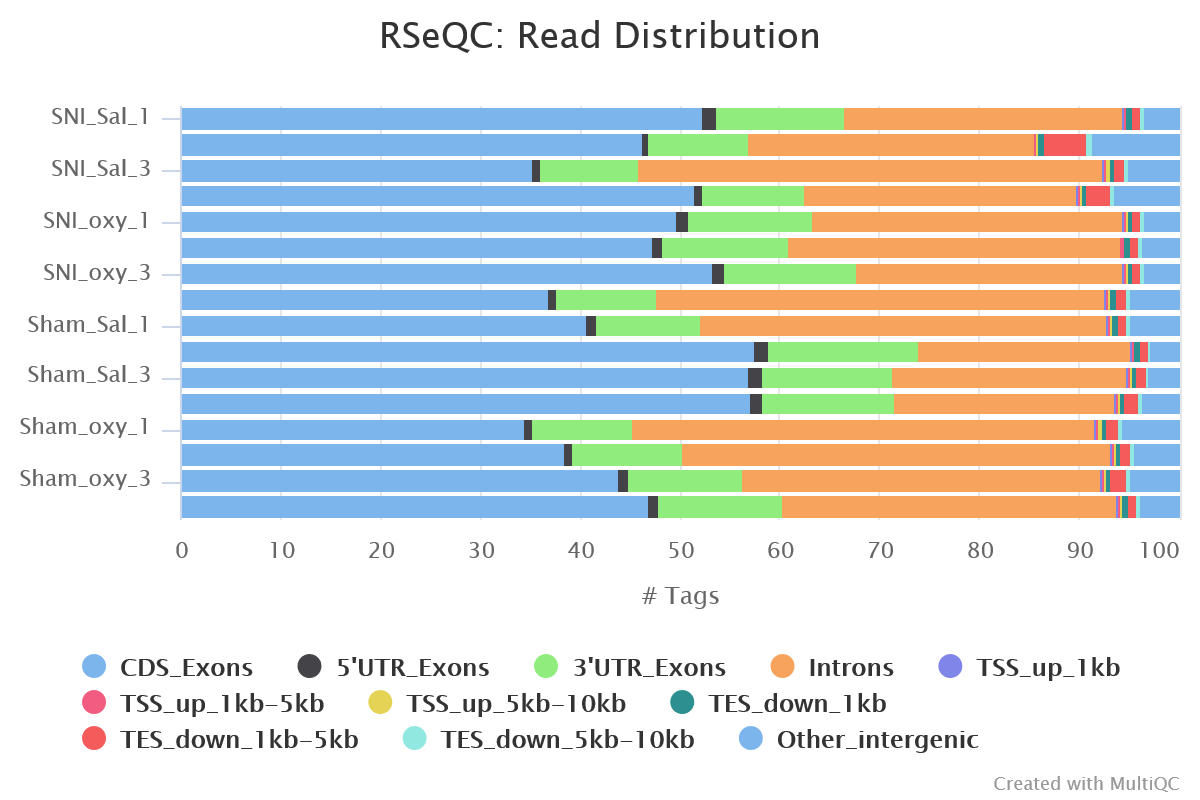 RSeQC: Read Distribution
SNI_Sal_1
SNI_Sal_3
SNI_oxy_1
SNI_oxy_3
Sham_Sal_1
Sham_Sal_3
Sham_oxy_1
Sham_oxy_3
0 10 20 30 40 50 60 70 80 90 100
# Tags
CDS_Exons 5'UTR_Exons 3'UTR_Exons Introns TSS_up_1kb
TSS_up_1kb-5kb TSS_up_5kb-10kb TES_down_1kb
TES_down_1kb-5kb TES_down_5kb-10kb Other_intergenic
Created with MultiQC